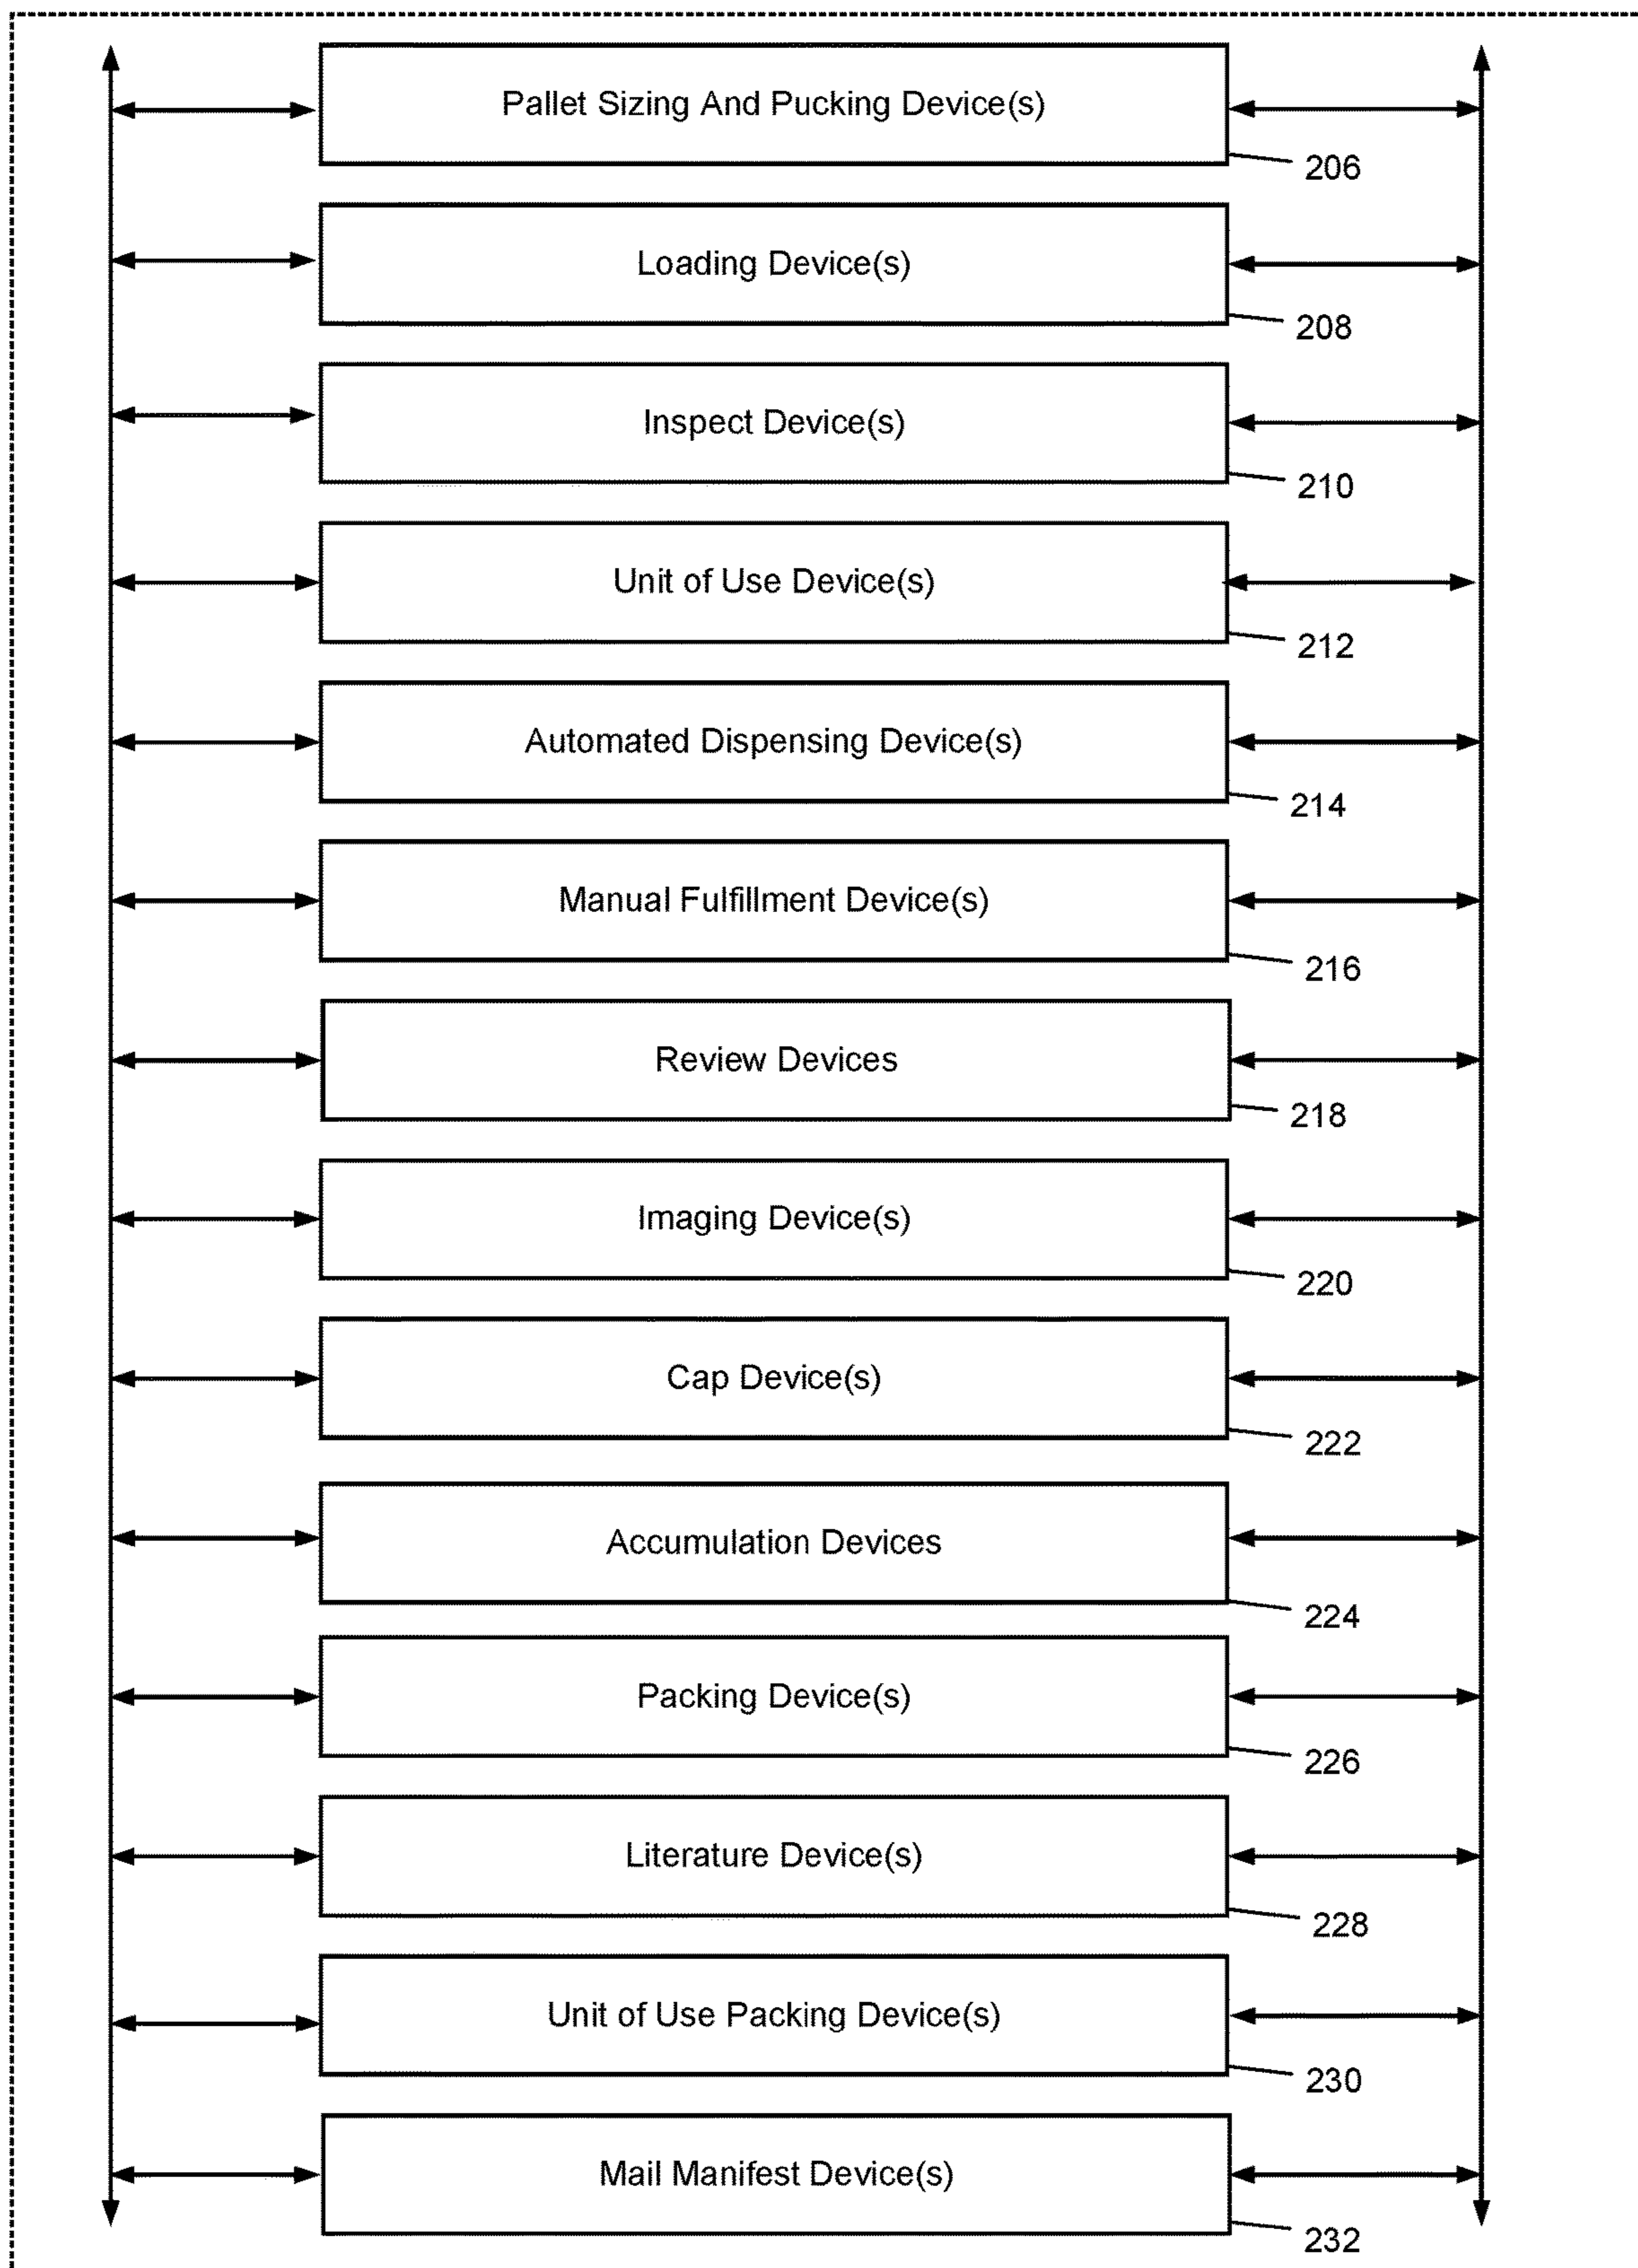 Pallet Sizing And Pucking Device(s)
206
Loading Device(s)
208
Inspect Device(s)
210
Unit of Use Device(s)
212
Automated Dispensing Device(s)
214
Manual Fulfillment Device(s)
216
Review Devices
218
Imaging Device(s)
220
Cap Device(s)
222
Accumulation Devices
224
Packing Device(s)
226
Literature Device(s)
228
Unit of Use Packing Device(s)
230
Mail Manifest Device(s)
232